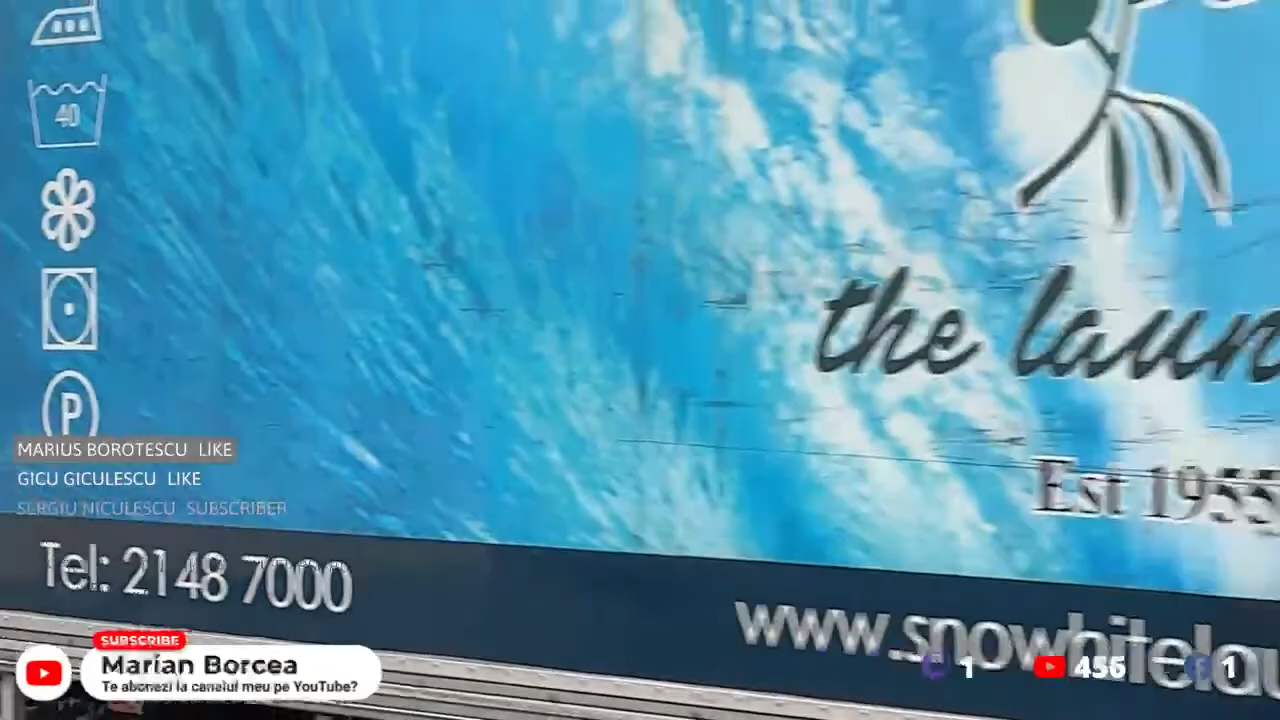 40
P
the laun
Est 1955
MARIUS BOROTESCU LIKE
GICU GICULESCU LIKE
SERGIU NICULESCU SUBSCRIBER
Tel: 2148 7000
www.snowhitelau
SUBSCRIBE
Marian Borcea
Te abonezi la canalul meu pe YouTube?
1
456
1